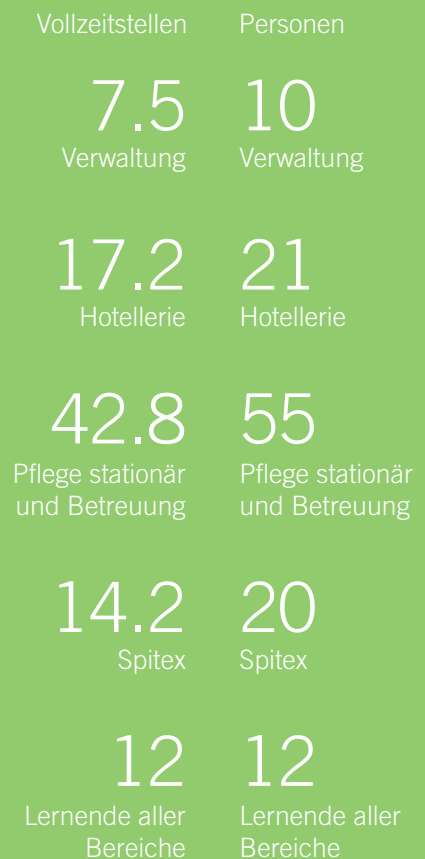 Vollzeitstellen Personen
7.5 10
Verwaltung Verwaltung
17.2 21
Hotellerie Hotellerie
42.8 55
Pflege stationär Pflege stationär
und Betreuung und Betreuung
14.2 20
Spitex Spitex
12 12
Lernende aller Lernende aller
Bereiche Bereiche